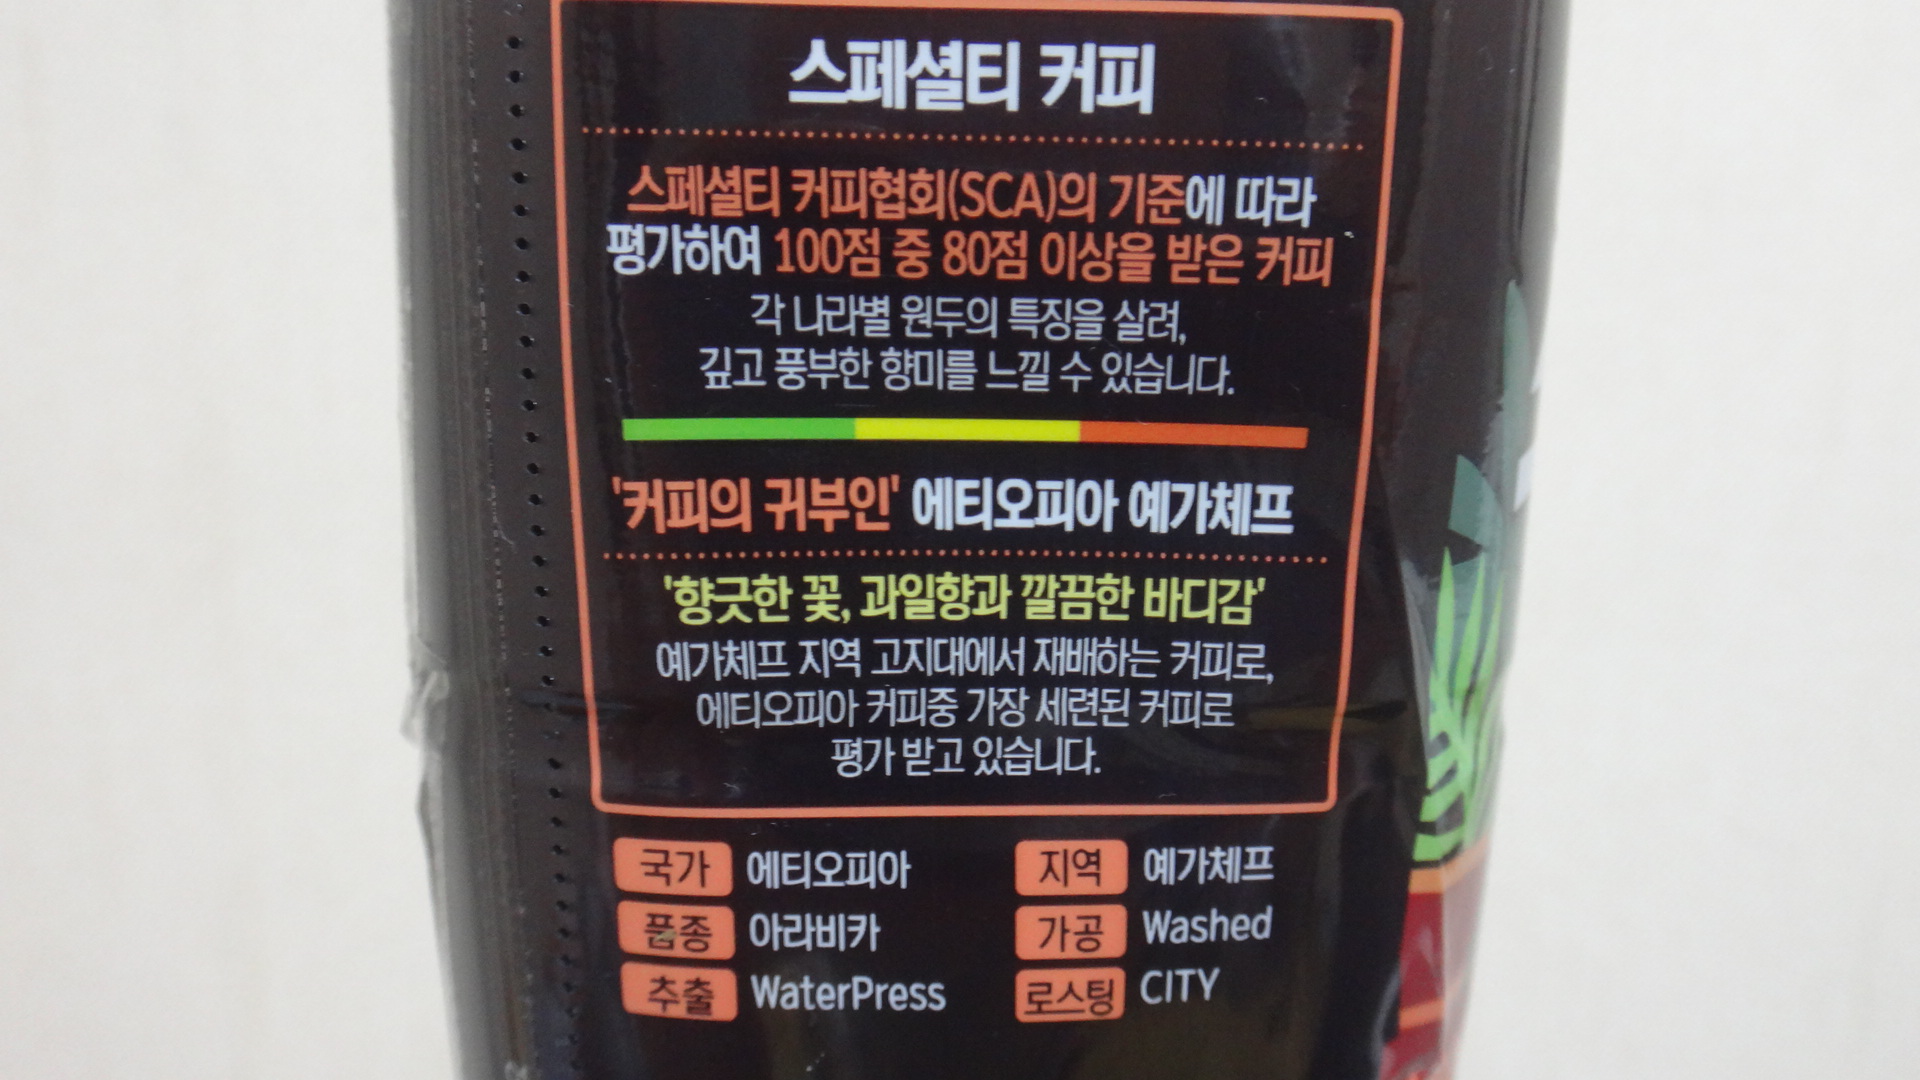 스페셜티 커피
스페셜티 커피협회(SCA)의 기준에 따라
평가하여 100점 중 80점 이상을 받은 커피
각 나라별 원두의 특징을 살려,
깊고 풍부한 향미를 느낄 수 있습니다.
'커피의 귀부인' 에티오피아 예가체프
'향긋한 꽃, 과일향과 깔끔한 바디감'
예가체프 지역 고지대에서 재배하는 커피로,
에티오피아 커피중 가장 세련된 커피로
평가 받고 있습니다.
국가 에티오피아 지역 예가체프
품종 아라비카 가공 Washed
추출 WaterPress 로스팅 CITY